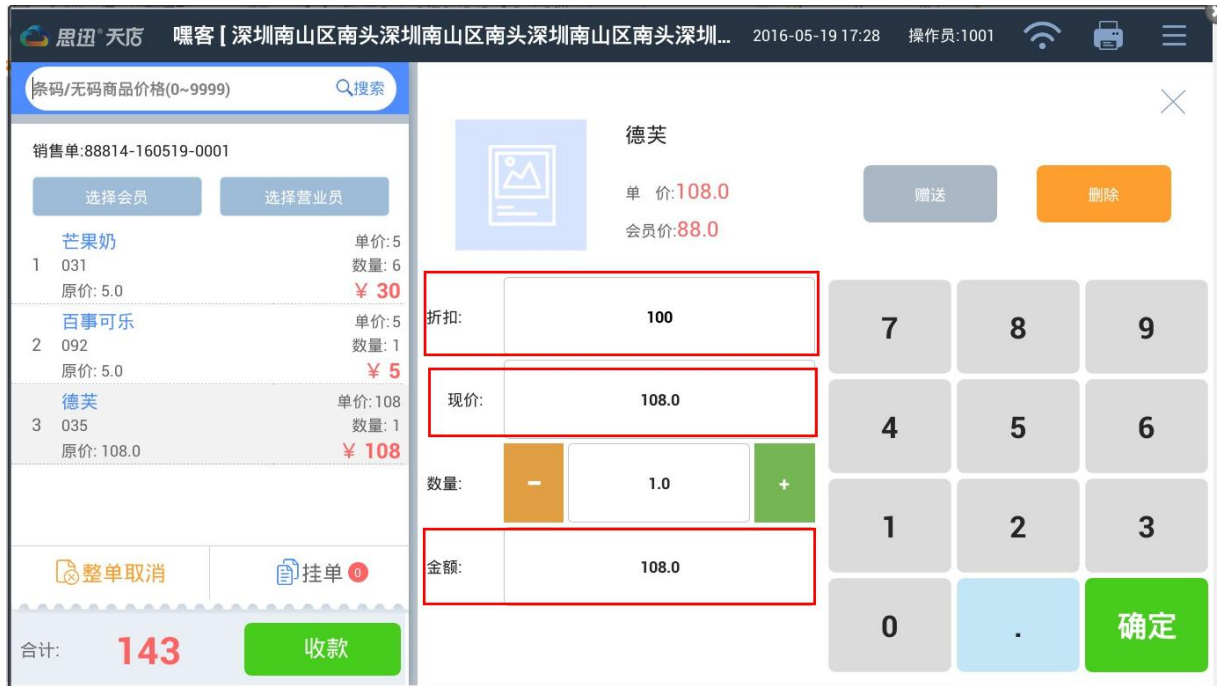 思迅®天店 嘿客 [ 深圳南山区南头深圳南山区南头深圳南山区南头深圳... 2016-05-19 17:28 操作员:1001
条码/无码商品价格(0~9999) 搜索
销售单:88814-160519-0001
选择会员 选择营业员
芒果奶 单价: 5
1 031 数量: 6
原价: 5.0 ¥ 30
百事可乐 单价: 5
2 092 数量: 1
原价: 5.0 ¥ 5
德芙 单价: 108
3 035 数量: 1
原价: 108.0 ¥ 108
整单取消 挂单 0
合计: 143 收款
德芙
单 价:108.0
会员价:88.0
赠送 删除
折扣: 100
现价: 108.0
数量: － 1.0 +
金额: 108.0
7 8 9
4 5 6
1 2 3
0 . 确定